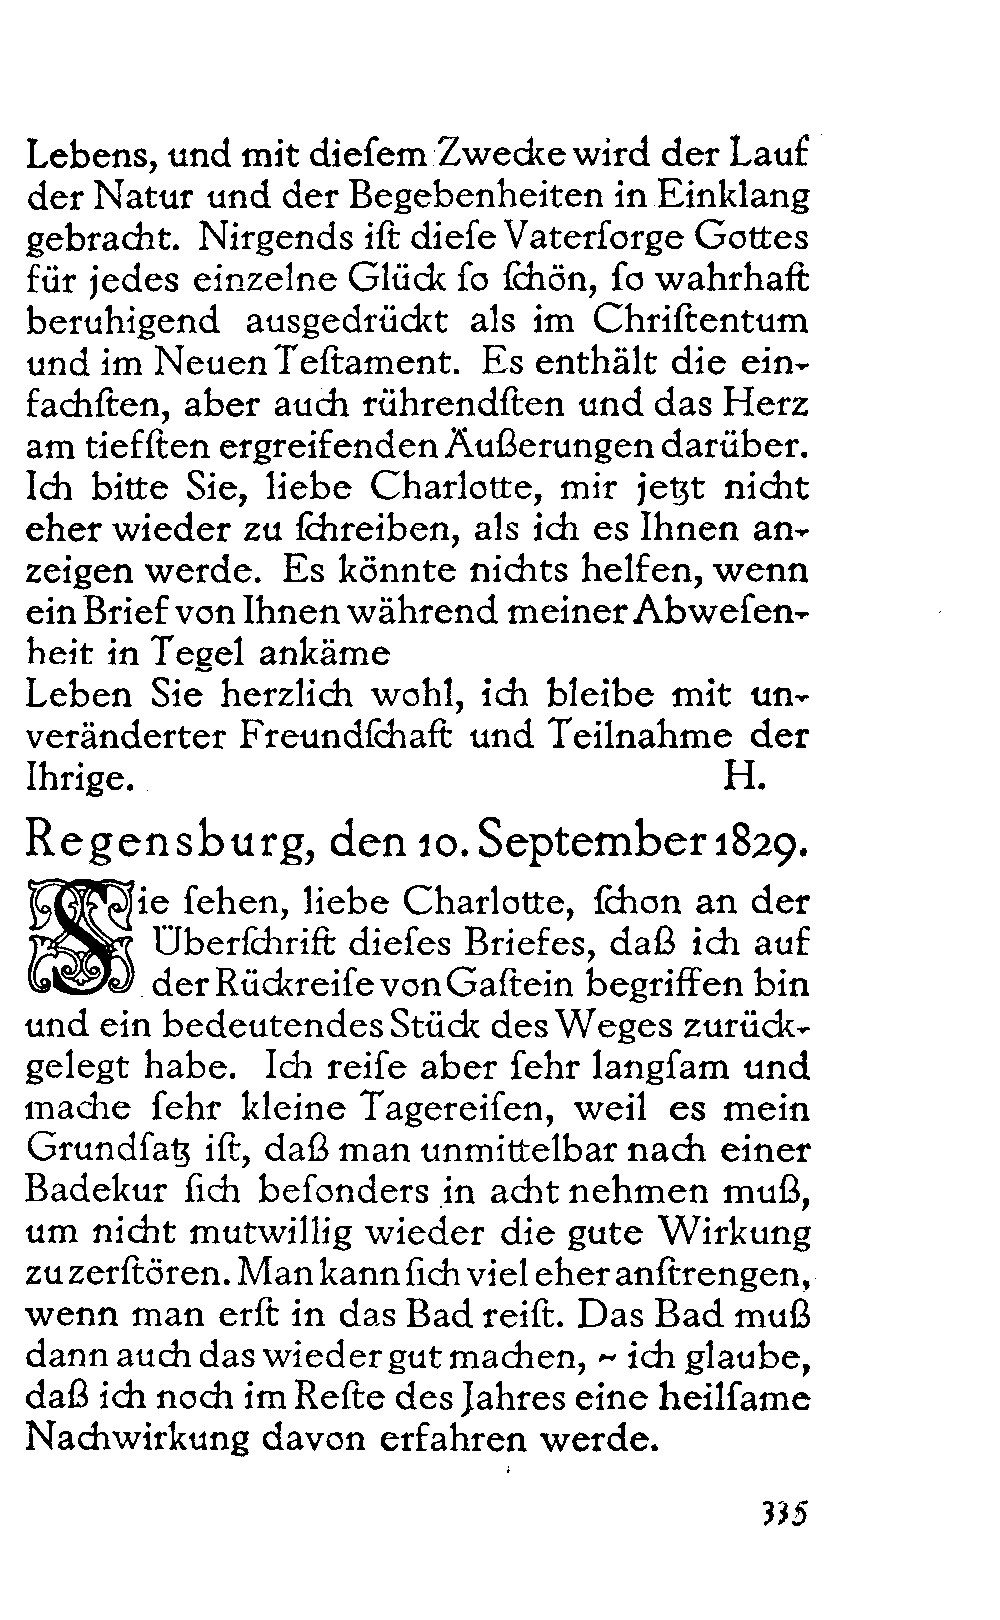 Lebens, und mit dieſem Zwecke wird der Lauf
der Natur und der Begebenheiten in Einklang
gebracht. Nirgends iſt dieſe Vaterſorge Gottes
für jedes einzelne Glück ſo ſchön, ſo wahrhaft
beruhigend ausgedrückt als im Chriſtentum
und im Neuen Teſtament. Es enthält die ein-
fachſten, aber auch rührendſten und das Herz
am tiefſten ergreifenden Äußerungen darüber.
Ich bitte Sie, liebe Charlotte, mir jetzt nicht
eher wieder zu ſchreiben, als ich es Ihnen an-
zeigen werde. Es könnte nichts helfen, wenn
ein Brief von Ihnen während meiner Abweſen-
heit in Tegel ankäme
Leben Sie herzlich wohl, ich bleibe mit un-
veränderter Freundſchaft und Teilnahme der
Ihrige. H.
Regensburg, den 10. September 1829.
Sie ſehen, liebe Charlotte, ſchon an der
Überſchrift dieſes Briefes, daß ich auf
der Rückreiſe von Gaſtein begriffen bin
und ein bedeutendes Stück des Weges zurück-
gelegt habe. Ich reiſe aber ſehr langſam und
mache ſehr kleine Tagereiſen, weil es mein
Grundſatz iſt, daß man unmittelbar nach einer
Badekur ſich beſonders in acht nehmen muß,
um nicht mutwillig wieder die gute Wirkung
zu zerſtören. Man kann ſich viel eher anſtrengen,
wenn man erſt in das Bad reiſt. Das Bad muß
dann auch das wieder gut machen, ~ ich glaube,
daß ich noch im Reſte des Jahres eine heilſame
Nachwirkung davon erfahren werde.
335